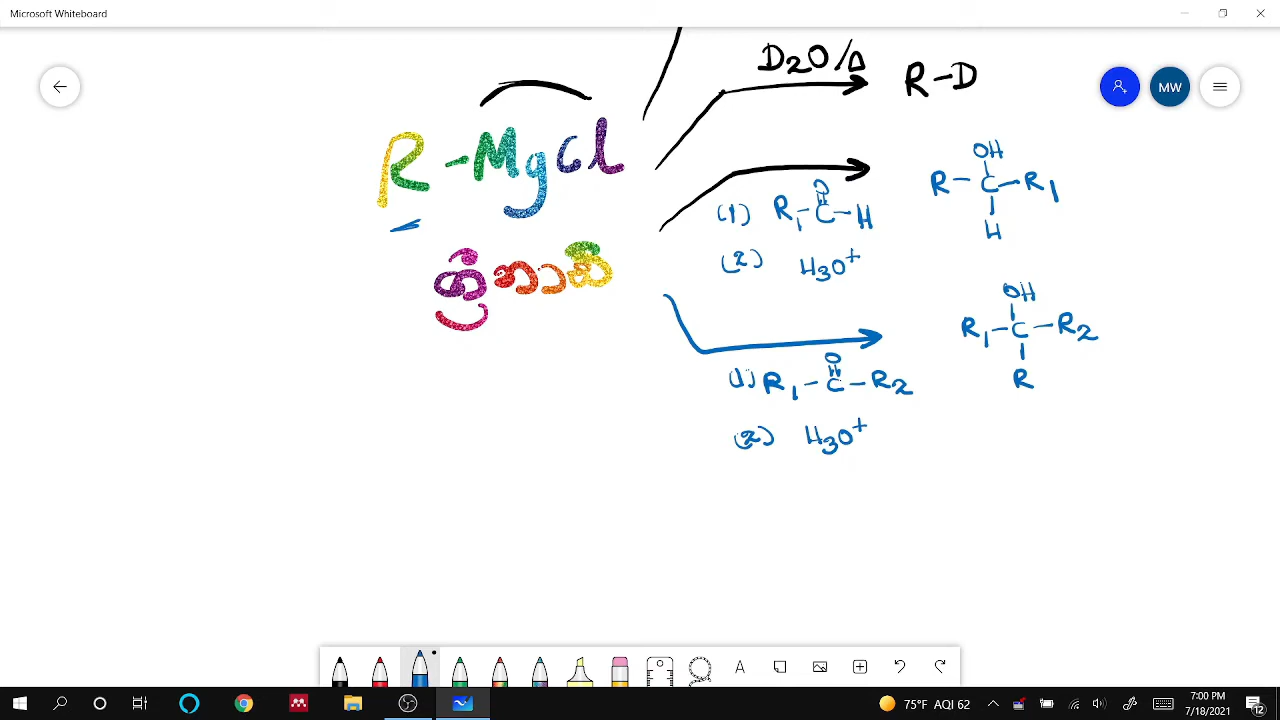 Microsoft Whiteboard
D2O/Δ
R-D
R-MgCl
MW
OH
R-C-R1
H
(1) R1-C-H
O
(2) H3O+
OH
R1-C-R2
R
(1) R1-C-R2
O
(2) H3O+
A
75°F AQI 62
7:00 PM
7/18/2021
12